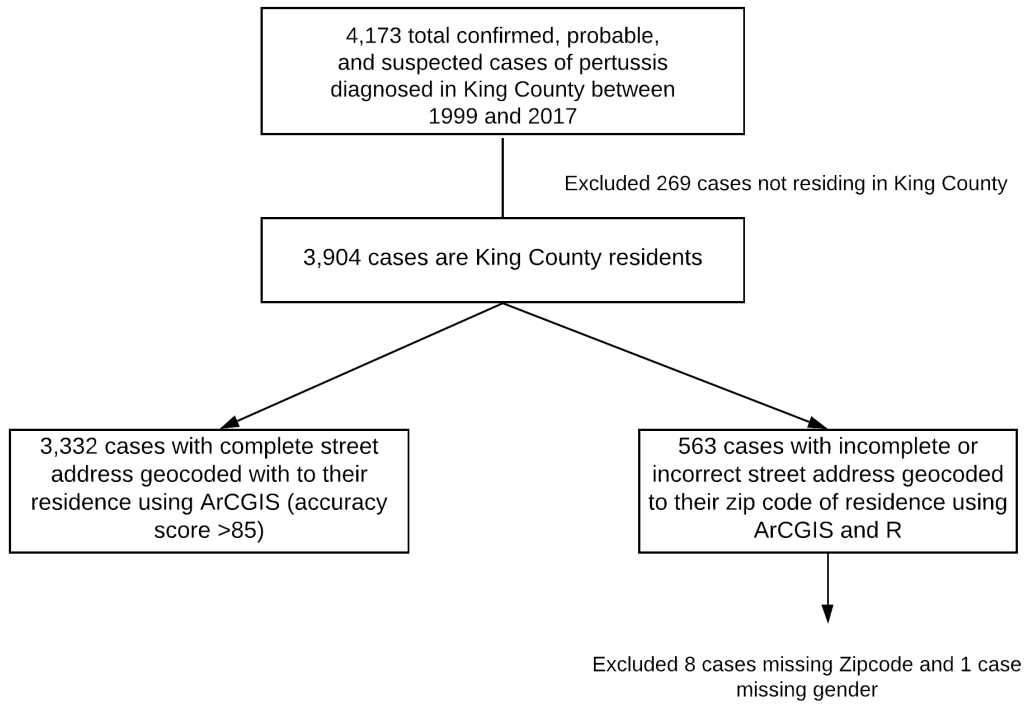 4,173 total confirmed, probable,
and suspected cases of pertussis
diagnosed in King County between
1999 and 2017
Excluded 269 cases not residing in King County
3,904 cases are King County residents
3,332 cases with complete street
address geocoded with to their
residence using ArCGIS (accuracy
score >85)
563 cases with incomplete or
incorrect street address geocoded
to their zip code of residence using
ArCGIS and R
Excluded 8 cases missing Zipcode and 1 case
missing gender